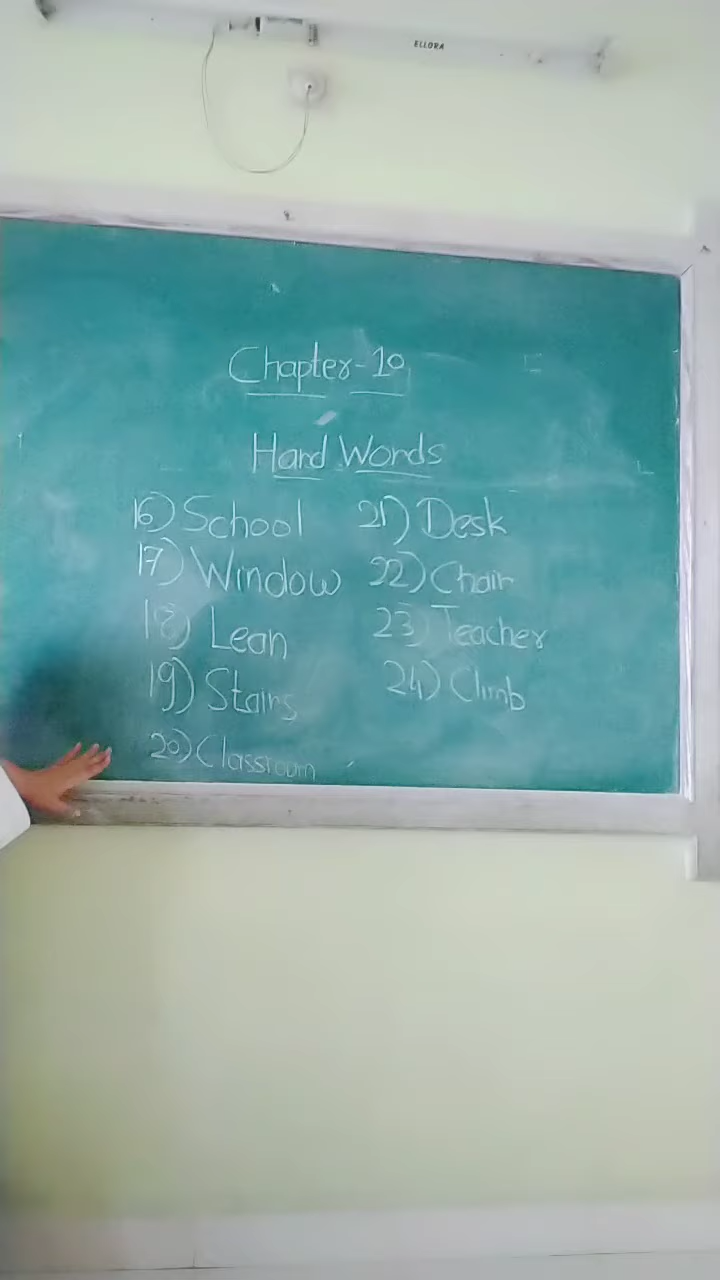 ELLORA
Chapter-10
Hard Words
16) School
17) Window
18) Lean
19) Stairs
20) Classroom
21) Desk
22) Chair
23) Teacher
24) Climb